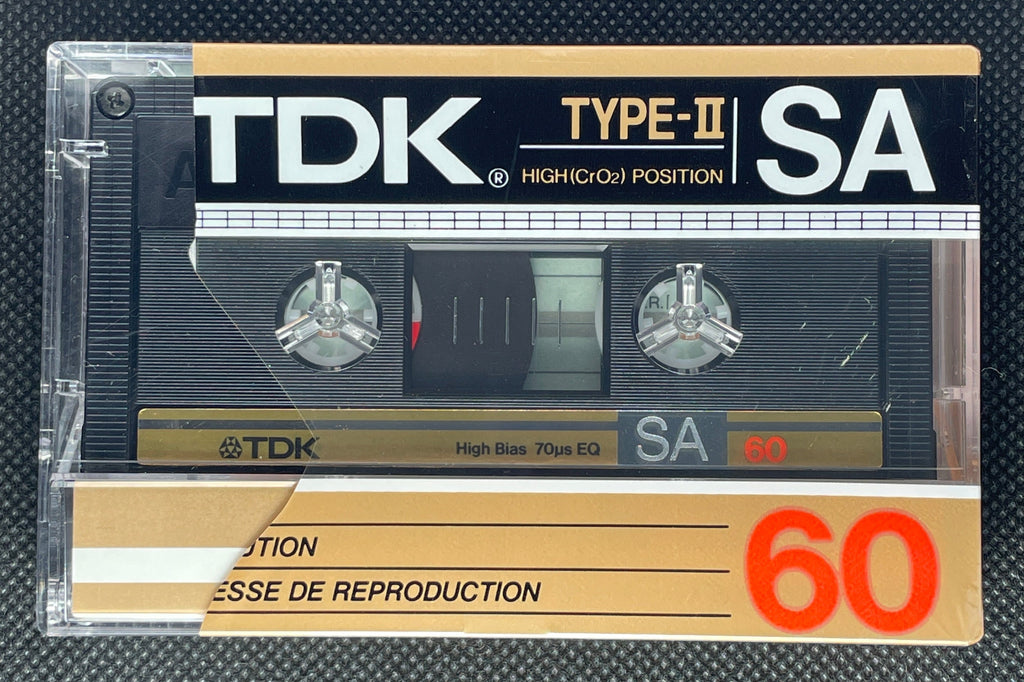 TDK®
TYPE-II
HIGH (CrO2) POSITION
SA
A
.R.
TDK
High Bias 70µs EQ
SA
60
UTION
ESSE DE REPRODUCTION
60